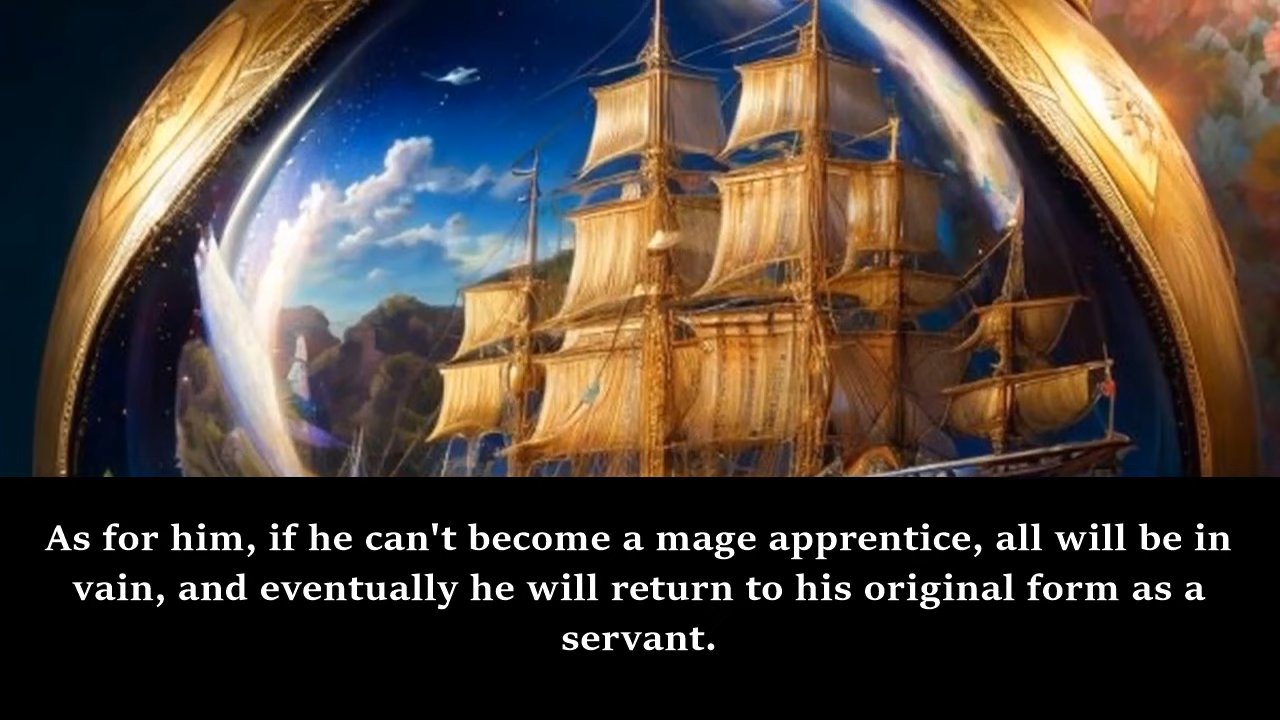 As for him, if he can't become a mage apprentice, all will be in
vain, and eventually he will return to his original form as a
servant.